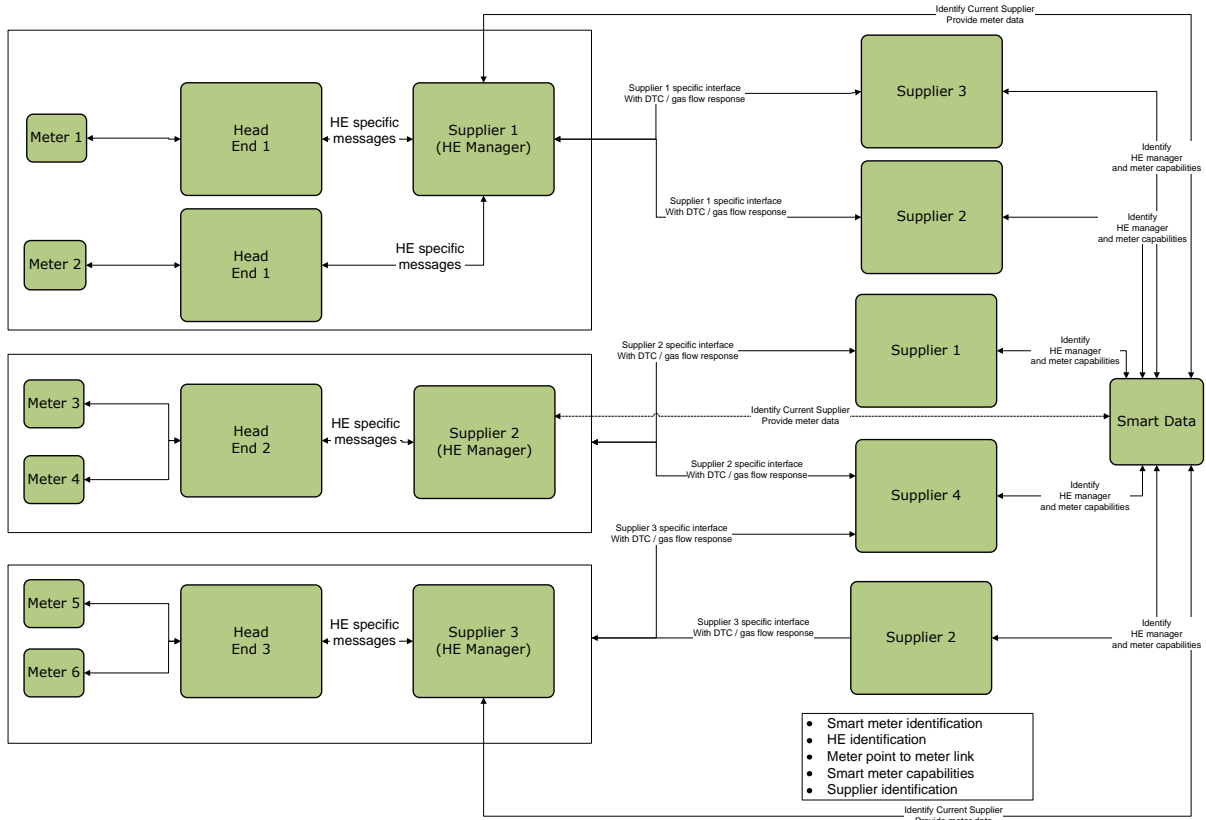 Identify Current Supplier
Provide meter data
Meter 1
Head
End 1
HE specific
messages
Supplier 1
(HE Manager)
Supplier 1 specific interface
With DTC / gas flow response
Supplier 3
Identify
HE manager
and meter capabilities
Supplier 1 specific interface
With DTC / gas flow response
Supplier 2
Identify
HE manager
and meter capabilities
Meter 2
Head
End 1
HE specific
messages
Supplier 2 specific interface
With DTC / gas flow response
Supplier 1
Identify
HE manager
and meter capabilities
Meter 3
Meter 4
Head
End 2
HE specific
messages
Supplier 2
(HE Manager)
Identify Current Supplier
Provide meter data
Smart Data
Supplier 2 specific interface
With DTC / gas flow response
Supplier 4
Identify
HE manager
and meter capabilities
Supplier 3 specific interface
With DTC / gas flow response
Meter 5
Meter 6
Head
End 3
HE specific
messages
Supplier 3
(HE Manager)
Supplier 3 specific interface
With DTC / gas flow response
Supplier 2
Identify
HE manager
and meter capabilities
• Smart meter identification
• HE identification
• Meter point to meter link
• Smart meter capabilities
• Supplier identification
Identify Current Supplier
Provide meter data